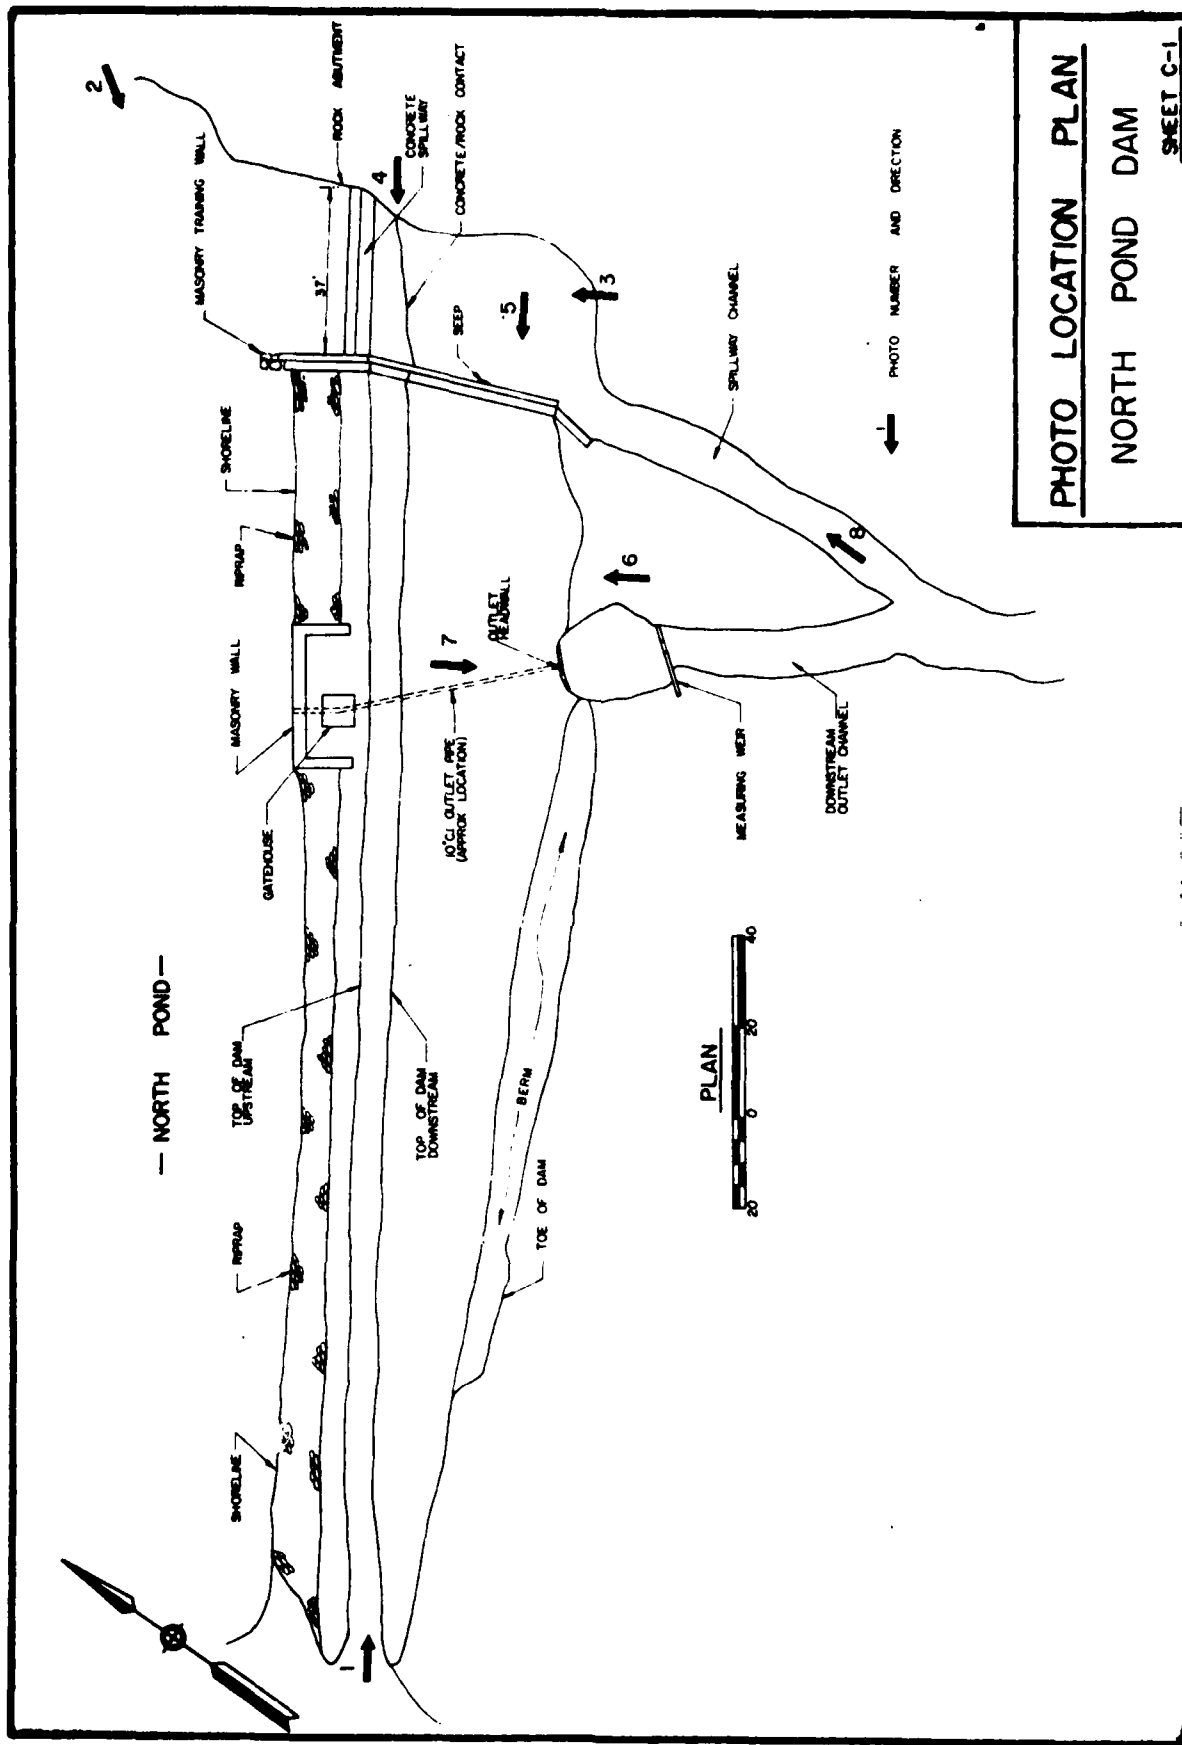 2
MASONRY TRAINING WALL
ROCK ABUTMENT
CONCRETE
SPILLWAY
4
CONCRETE/ROCK CONTACT
37'
SHORELINE
5
3
SEEP
SPILLWAY CHANNEL
RIPRAP
MASONRY WALL
GATEHOUSE
7
OUTLET
HEADWALL
6
8
10" C.I. OUTLET PIPE
(APPROX LOCATION)
MEASURING WEIR
DOWNSTREAM
OUTLET CHANNEL
— NORTH POND —
TOP OF DAM
UPSTREAM
TOP OF DAM
DOWNSTREAM
BERM
TOE OF DAM
RIPRAP
SHORELINE
1
PLAN
20 0 20 40
1
PHOTO NUMBER AND DIRECTION
PHOTO LOCATION PLAN
NORTH POND DAM
SHEET C-1